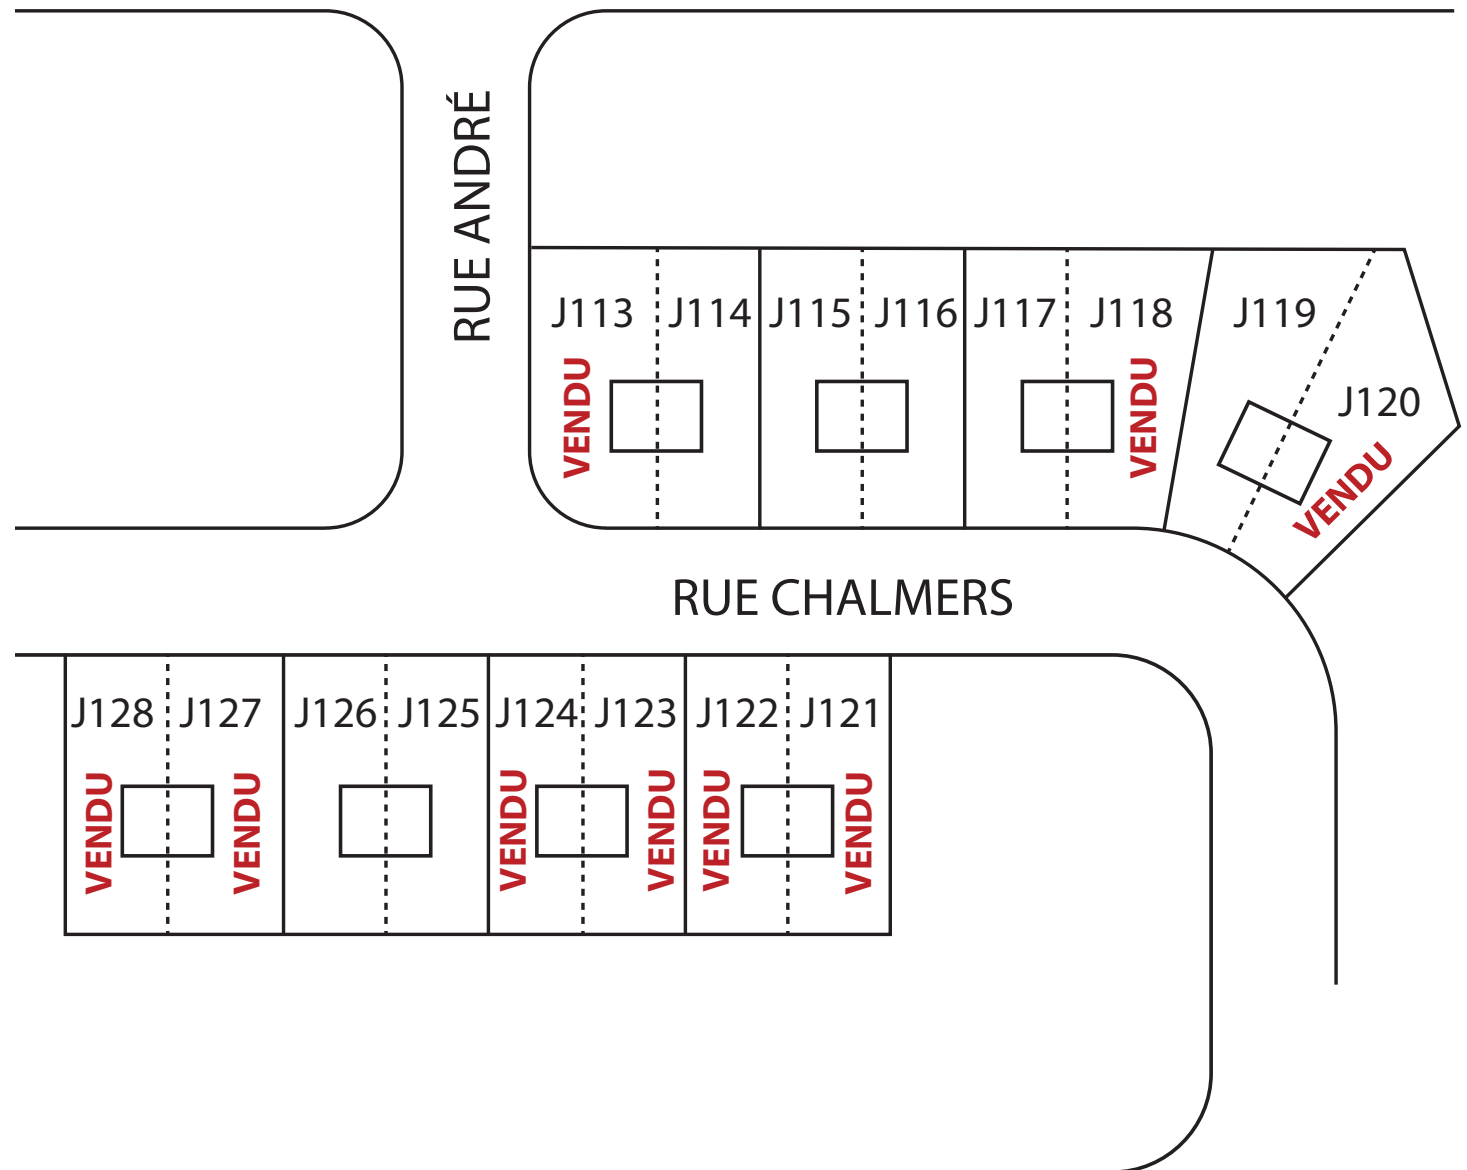 RUE ANDRÉ
J113 J114 J115 J116 J117 J118 J119
J120
VENDU
VENDU
VENDU
RUE CHALMERS
J128 J127 J126 J125 J124 J123 J122 J121
VENDU
VENDU
VENDU
VENDU
VENDU
VENDU